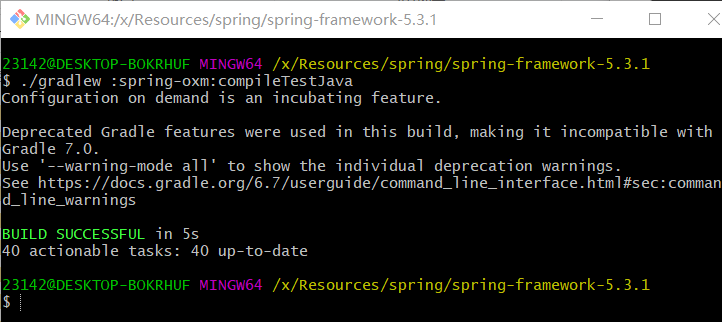 MINGW64:/x/Resources/spring/spring-framework-5.3.1
23142@DESKTOP-BOKRHUF MINGW64 /x/Resources/spring/spring-framework-5.3.1
$ ./gradlew :spring-oxm:compileTestJava
Configuration on demand is an incubating feature.
Deprecated Gradle features were used in this build, making it incompatible with
Gradle 7.0.
Use '--warning-mode all' to show the individual deprecation warnings.
See https://docs.gradle.org/6.7/userguide/command_line_interface.html#sec:comman
d_line_warnings
BUILD SUCCESSFUL in 5s
40 actionable tasks: 40 up-to-date
23142@DESKTOP-BOKRHUF MINGW64 /x/Resources/spring/spring-framework-5.3.1
$